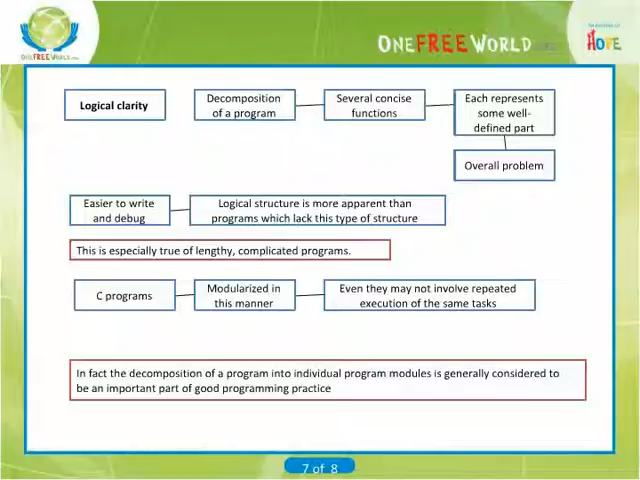 ONEFREEWORLD.ORG
ONEFREEWORLD
HOPE
Logical clarity
Decomposition
of a program
Several concise
functions
Each represents
some well-
defined part
Overall problem
Easier to write
and debug
Logical structure is more apparent than
programs which lack this type of structure
This is especially true of lengthy, complicated programs.
C programs
Modularized in
this manner
Even they may not involve repeated
execution of the same tasks
In fact the decomposition of a program into individual program modules is generally considered to
be an important part of good programming practice
7 of 8